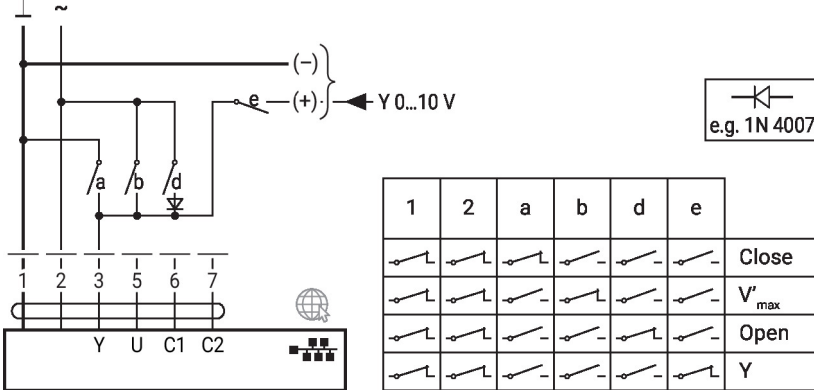 ⊥ ~
(−)
e (+) Y 0...10 V
a b d
e.g. 1N 4007
1 2 3 5 6 7
Y U C1 C2
1 2 a b d e
Close
V'max
Open
Y